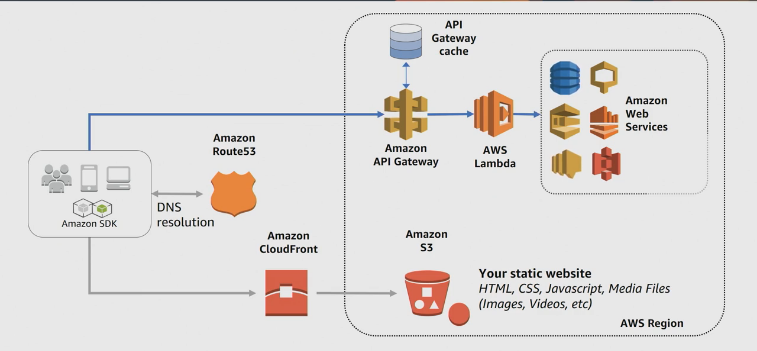 API
Gateway
cache
Amazon
API Gateway
AWS
Lambda
Amazon
Web
Services
Amazon
Route53
Amazon SDK
DNS
resolution
Amazon
CloudFront
Amazon
S3
Your static website
HTML, CSS, Javascript, Media Files
(Images, Videos, etc)
AWS Region